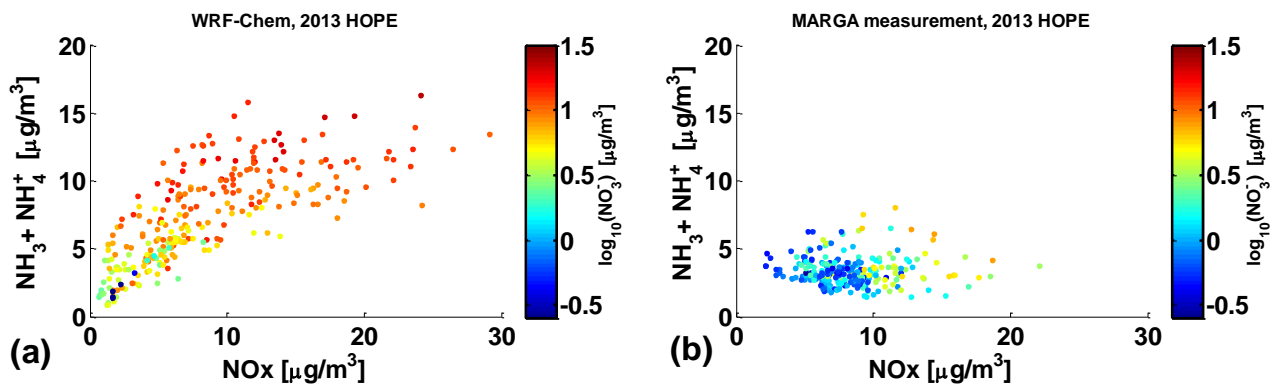 WRF-Chem, 2013 HOPE
20
15
10
5
0
NH₃ + NH₄⁺ [μg/m³]
0 10 20 30
NOx [μg/m³]
(a)
1.5
1
0.5
0
-0.5
log₁₀(NO₃⁻) [μg/m³]
MARGA measurement, 2013 HOPE
20
15
10
5
0
NH₃ + NH₄⁺ [μg/m³]
0 10 20 30
NOx [μg/m³]
(b)
1.5
1
0.5
0
-0.5
log₁₀(NO₃⁻) [μg/m³]